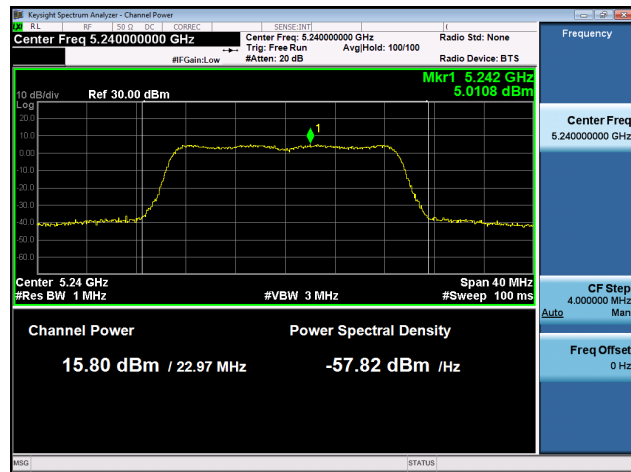 Keysight Spectrum Analyzer - Channel Power
LXI RL RF 50 Ω DC CORREC SENSE:INT
Center Freq 5.240000000 GHz
Center Freq: 5.240000000 GHz
Radio Std: None
Trig: Free Run Avg|Hold: 100/100
#IFGain:Low
#Atten: 20 dB
Radio Device: BTS
Mkr1 5.242 GHz
5.0108 dBm
10 dB/div Ref 30.00 dBm
Log
20.0
10.0
0.00
-10.0
-20.0
-30.0
-40.0
-50.0
-60.0
1
Center 5.24 GHz
Span 40 MHz
#Res BW 1 MHz
#VBW 3 MHz
#Sweep 100 ms
Channel Power
Power Spectral Density
15.80 dBm / 22.97 MHz
-57.82 dBm /Hz
MSG
STATUS
Frequency
Center Freq
5.240000000 GHz
CF Step
4.000000 MHz
Auto Man
Freq Offset
0 Hz